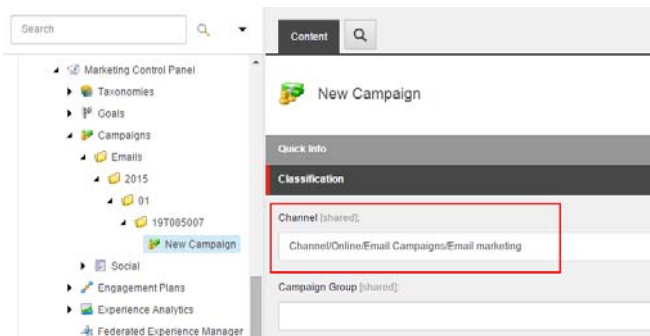 Search
Marketing Control Panel
Taxonomies
Goals
Campaigns
Emails
2015
01
19T085007
New Campaign
Social
Engagement Plans
Experience Analytics
Federated Experience Manager
Content
New Campaign
Quick Info
Classification
Channel [shared]:
Channel/Online/Email Campaigns/Email marketing
Campaign Group [shared]: